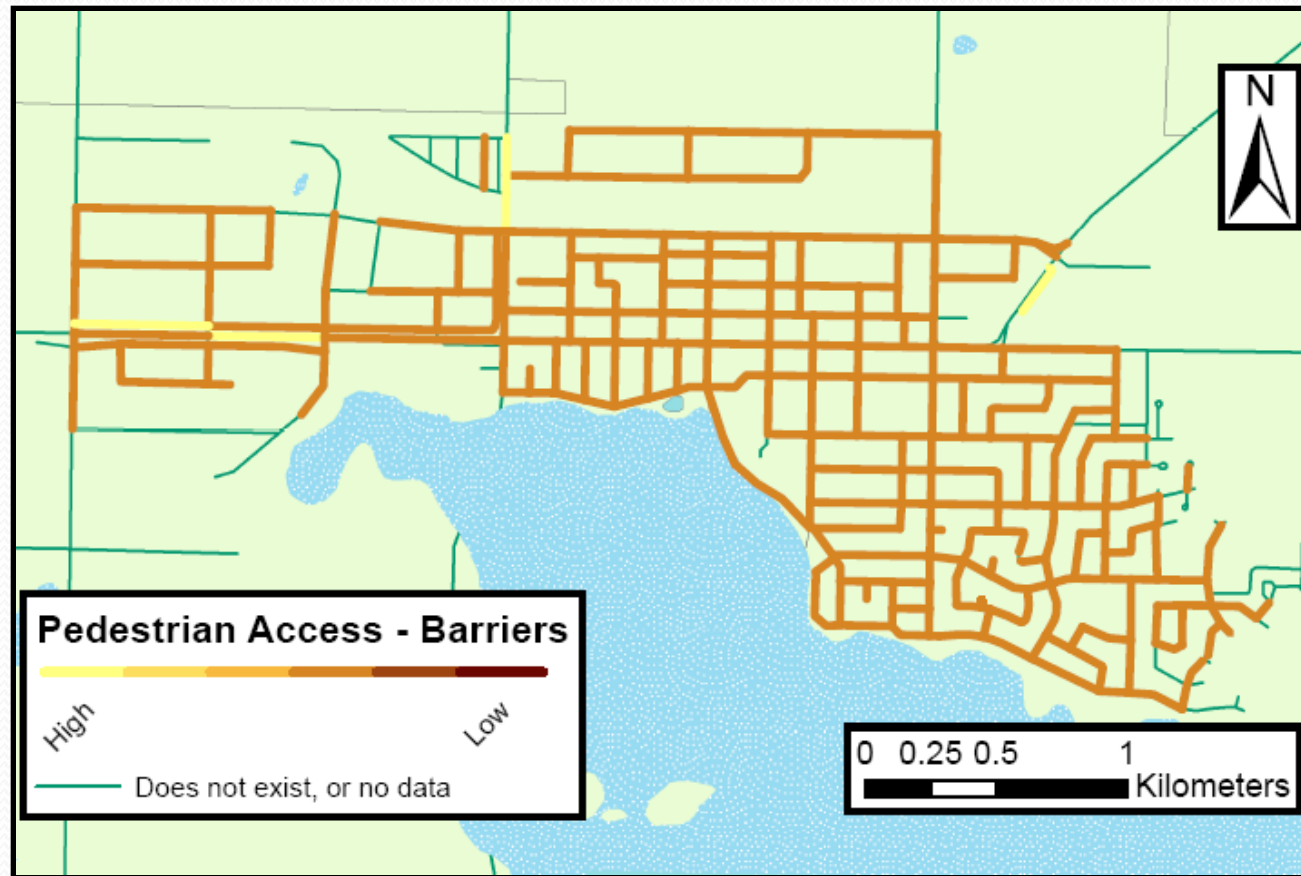 N
Pedestrian Access - Barriers
High
Low
Does not exist, or no data
0 0.25 0.5 1
Kilometers